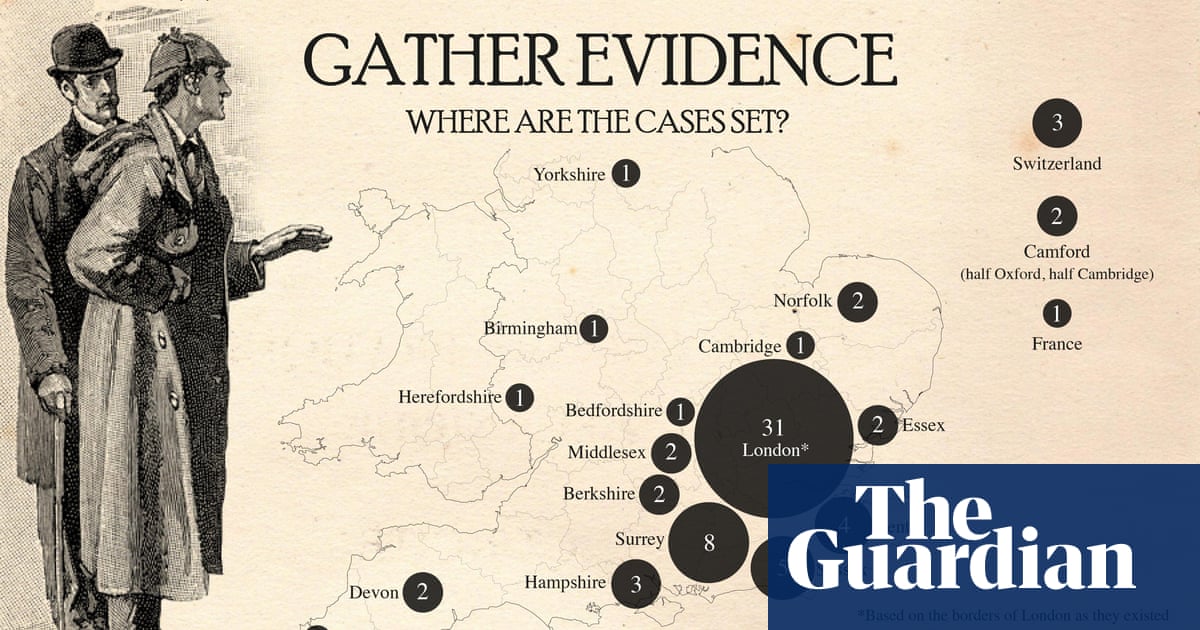 GATHER EVIDENCE
WHERE ARE THE CASES SET?
3
Switzerland
Yorkshire 1
2
Camford
(half Oxford, half Cambridge)
Norfolk 2
1
France
Birmingham 1
Cambridge 1
Herefordshire 1
Bedfordshire 1
31
London*
2 Essex
Middlesex 2
Berkshire 2
4
Surrey 8
5
Hampshire 3
Devon 2
The
Guardian
*Based on the borders of London as they existed